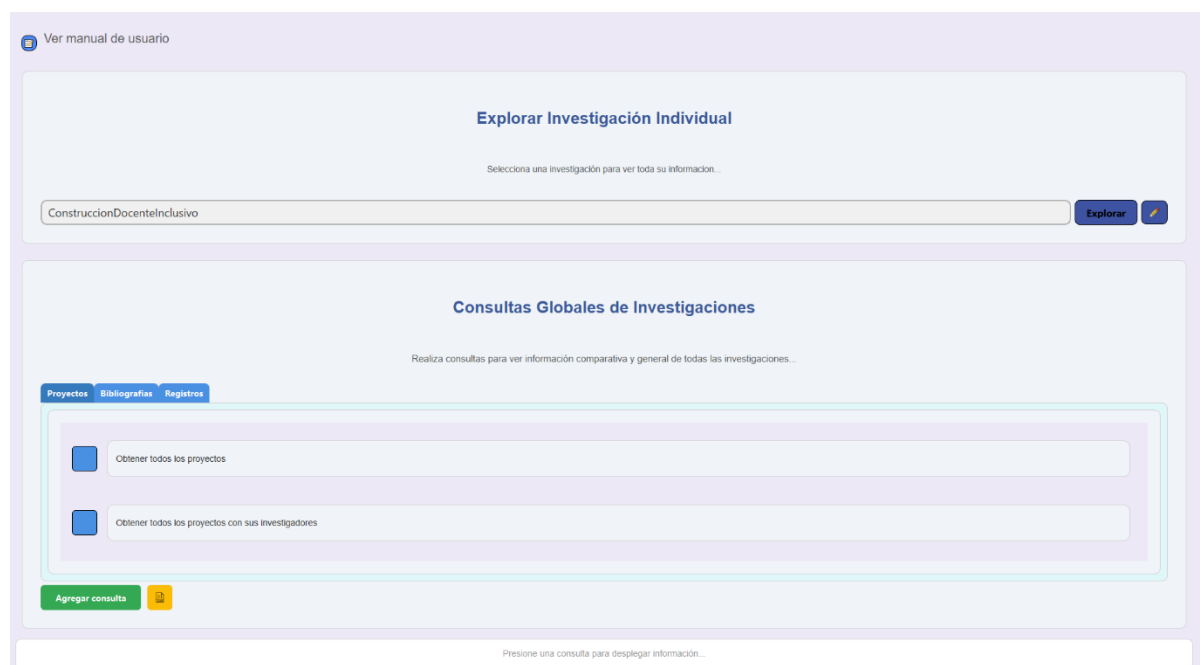 Ver manual de usuario
Explorar Investigación Individual
Selecciona una investigación para ver toda su informacion...
ConstruccionDocenteInclusivo
Explorar
Consultas Globales de Investigaciones
Realiza consultas para ver información comparativa y general de todas las investigaciones...
Proyectos Bibliografías Registros
Obtener todos los proyectos
Obtener todos los proyectos con sus investigadores
Agregar consulta
Presione una consulta para desplegar información...